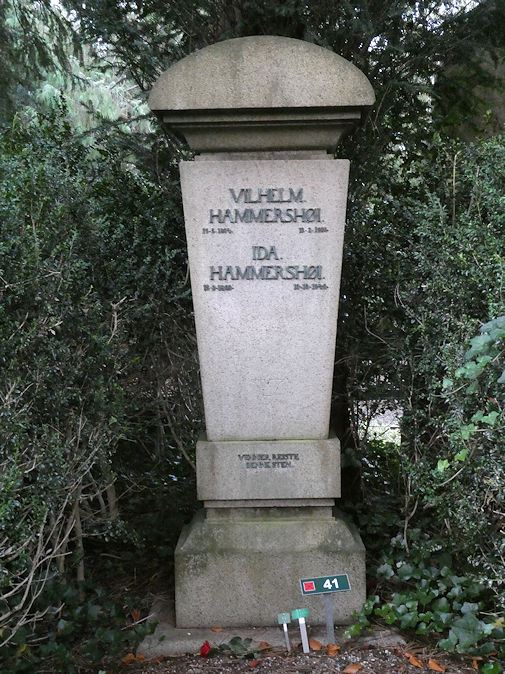 VILHELM.
HAMMERSHØI.
IDA.
HAMMERSHØI.
VENNER REISTE
DENNE STEN.
41